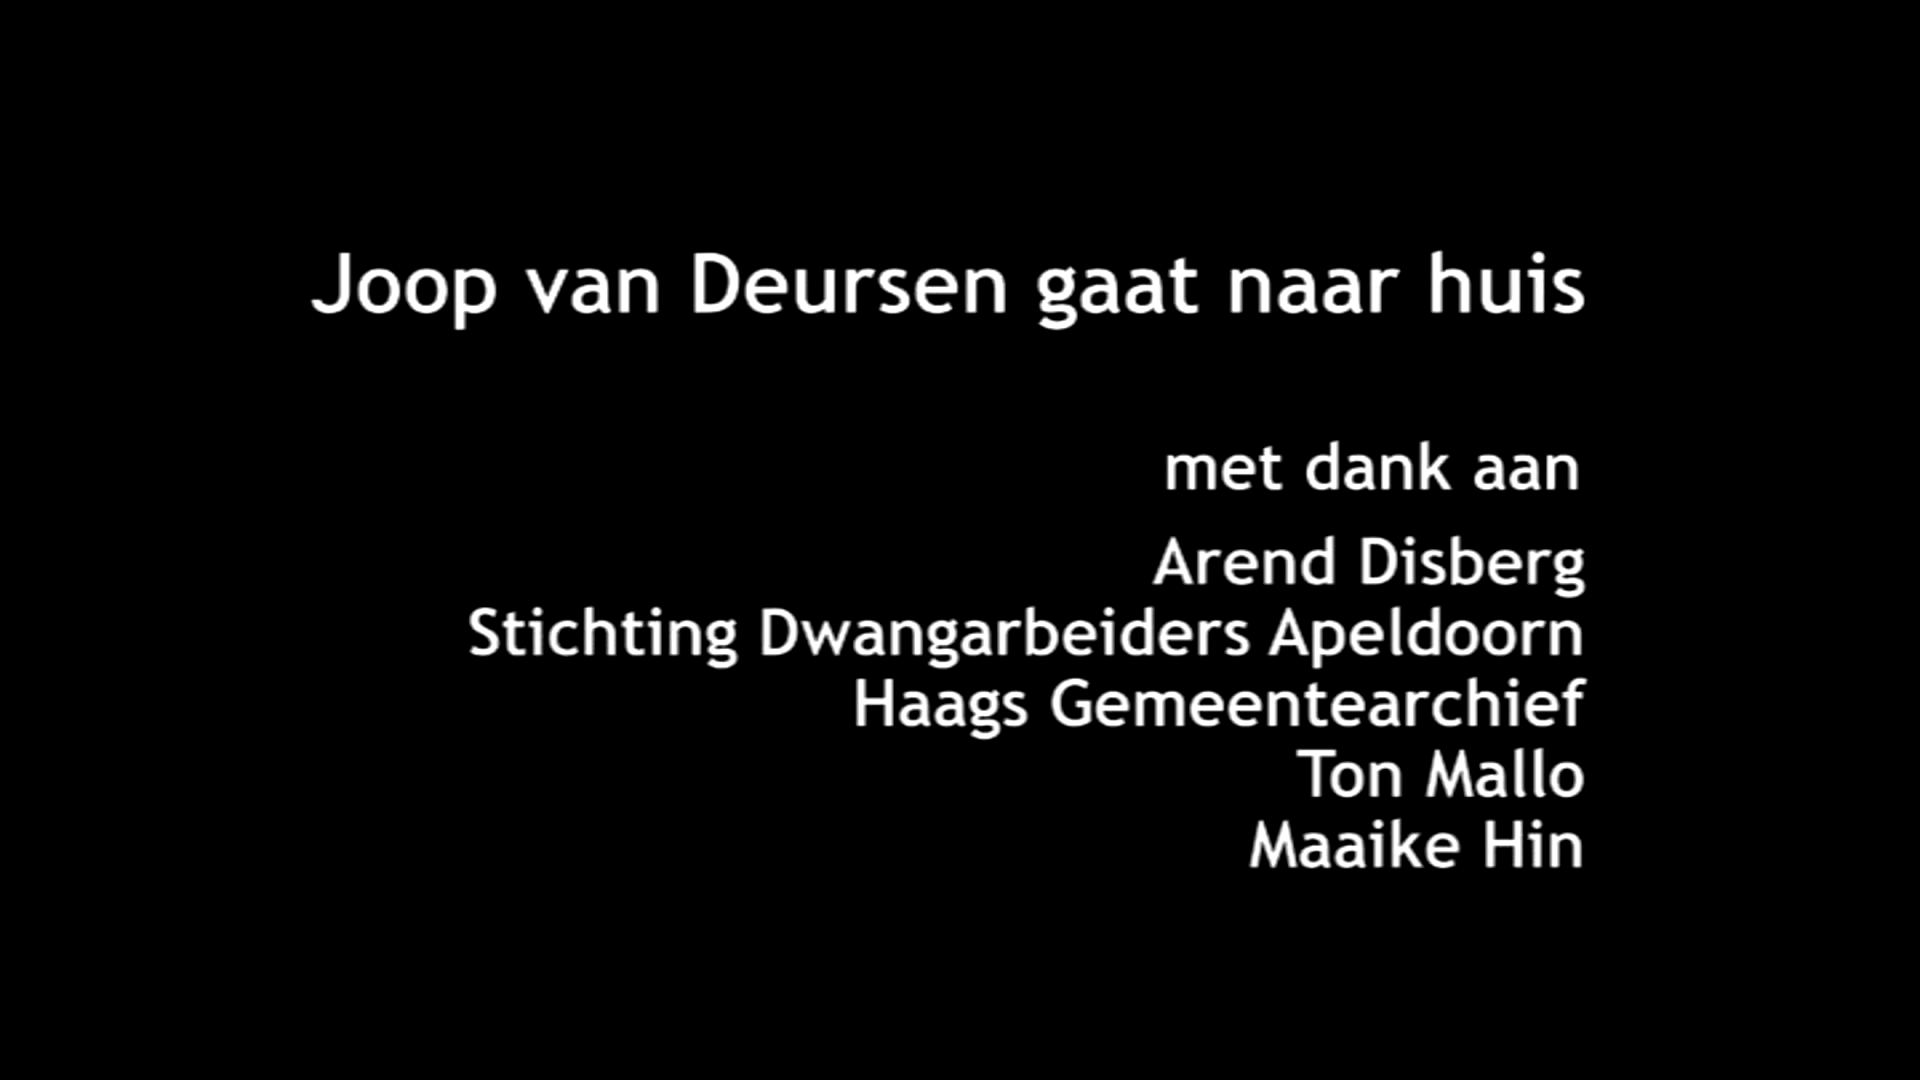 Joop van Deursen gaat naar huis
met dank aan
Arend Disberg
Stichting Dwangarbeiders Apeldoorn
Haags Gemeentearchief
Ton Mallo
Maaike Hin